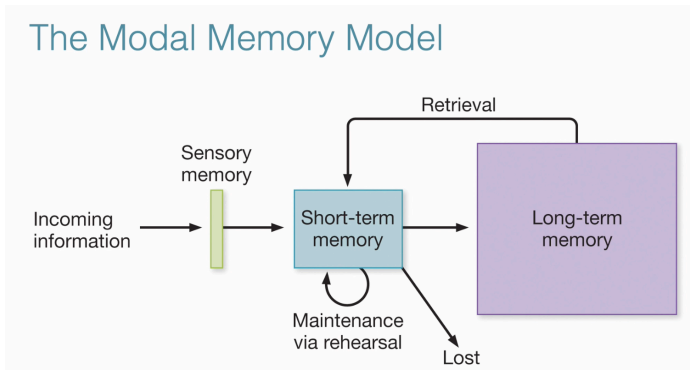 The Modal Memory Model
Retrieval
Sensory
memory
Incoming
information
Short-term
memory
Long-term
memory
Maintenance
via rehearsal
Lost